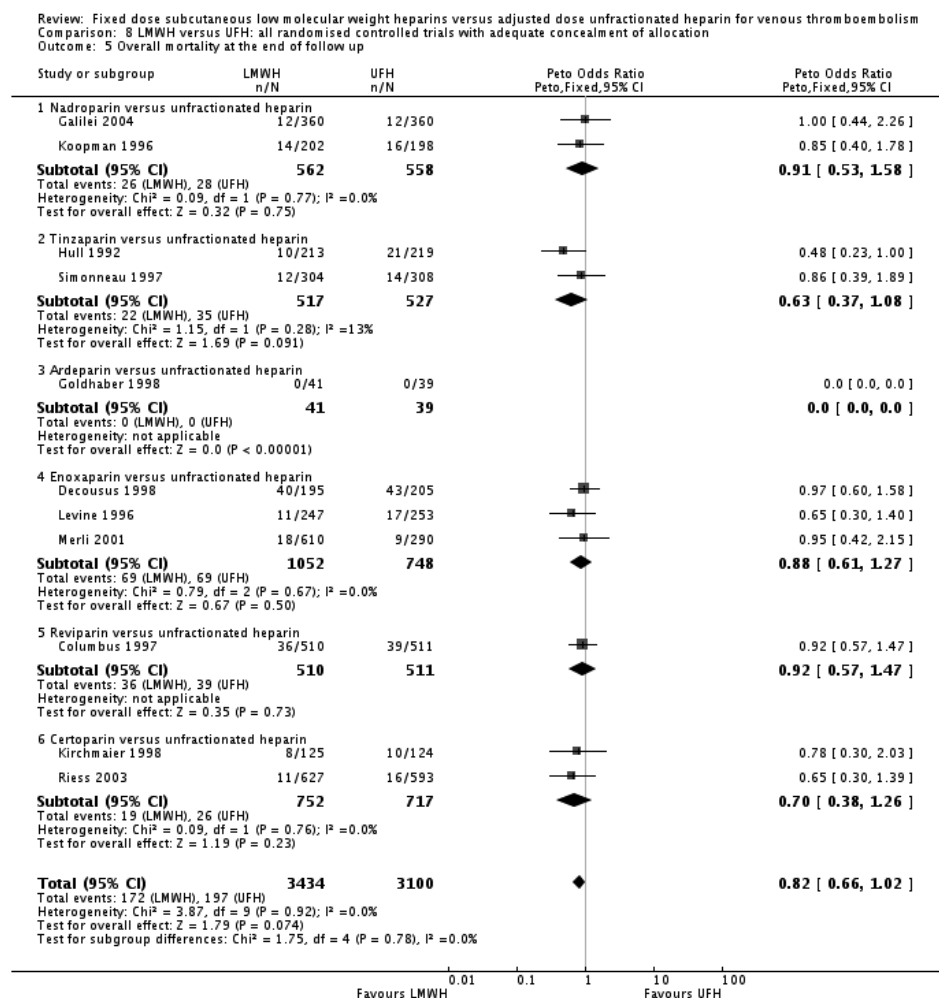 Review: Fixed dose subcutaneous low molecular weight heparins versus adjusted dose unfractionated heparin for venous thromboembolism
Comparison: 8 LMWH versus UFH: all randomised controlled trials with adequate concealment of allocation
Outcome: 5 Overall mortality at the end of follow up
Study or subgroup LMWH UFH Peto Odds Ratio Peto Odds Ratio
n/N n/N Peto,Fixed,95% CI Peto,Fixed,95% CI
1 Nadroparin versus unfractionated heparin
Galilei 2004 12/360 12/360 1.00 [ 0.44, 2.26 ]
Koopman 1996 14/202 16/198 0.85 [ 0.40, 1.78 ]
Subtotal (95% CI) 562 558 0.91 [ 0.53, 1.58 ]
Total events: 26 (LMWH), 28 (UFH)
Heterogeneity: Chi² = 0.09, df = 1 (P = 0.77); I² =0.0%
Test for overall effect: Z = 0.32 (P = 0.75)
2 Tinzaparin versus unfractionated heparin
Hull 1992 10/213 21/219 0.48 [ 0.23, 1.00 ]
Simonneau 1997 12/304 14/308 0.86 [ 0.39, 1.89 ]
Subtotal (95% CI) 517 527 0.63 [ 0.37, 1.08 ]
Total events: 22 (LMWH), 35 (UFH)
Heterogeneity: Chi² = 1.15, df = 1 (P = 0.28); I² =13%
Test for overall effect: Z = 1.69 (P = 0.091)
3 Ardeparin versus unfractionated heparin
Goldhaber 1998 0/41 0/39 0.0 [ 0.0, 0.0 ]
Subtotal (95% CI) 41 39 0.0 [ 0.0, 0.0 ]
Total events: 0 (LMWH), 0 (UFH)
Heterogeneity: not applicable
Test for overall effect: Z = 0.0 (P < 0.00001)
4 Enoxaparin versus unfractionated heparin
Decousus 1998 40/195 43/205 0.97 [ 0.60, 1.58 ]
Levine 1996 11/247 17/253 0.65 [ 0.30, 1.40 ]
Merli 2001 18/610 9/290 0.95 [ 0.42, 2.15 ]
Subtotal (95% CI) 1052 748 0.88 [ 0.61, 1.27 ]
Total events: 69 (LMWH), 69 (UFH)
Heterogeneity: Chi² = 0.79, df = 2 (P = 0.67); I² =0.0%
Test for overall effect: Z = 0.67 (P = 0.50)
5 Reviparin versus unfractionated heparin
Columbus 1997 36/510 39/511 0.92 [ 0.57, 1.47 ]
Subtotal (95% CI) 510 511 0.92 [ 0.57, 1.47 ]
Total events: 36 (LMWH), 39 (UFH)
Heterogeneity: not applicable
Test for overall effect: Z = 0.35 (P = 0.73)
6 Certoparin versus unfractionated heparin
Kirchmaier 1998 8/125 10/124 0.78 [ 0.30, 2.03 ]
Riess 2003 11/627 16/593 0.65 [ 0.30, 1.39 ]
Subtotal (95% CI) 752 717 0.70 [ 0.38, 1.26 ]
Total events: 19 (LMWH), 26 (UFH)
Heterogeneity: Chi² = 0.09, df = 1 (P = 0.76); I² =0.0%
Test for overall effect: Z = 1.19 (P = 0.23)
Total (95% CI) 3434 3100 0.82 [ 0.66, 1.02 ]
Total events: 172 (LMWH), 197 (UFH)
Heterogeneity: Chi² = 3.87, df = 9 (P = 0.92); I² =0.0%
Test for overall effect: Z = 1.79 (P = 0.074)
Test for subgroup differences: Chi² = 1.75, df = 4 (P = 0.78), I² =0.0%
0.01 0.1 1 10 100
Favours LMWH Favours UFH